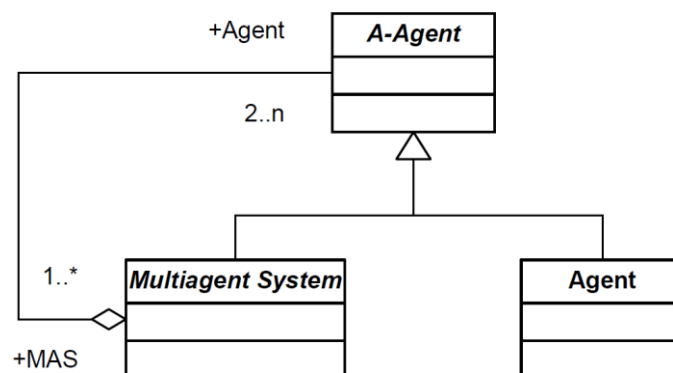 +Agent
A-Agent
2..n
1..*
Multiagent System
Agent
+MAS